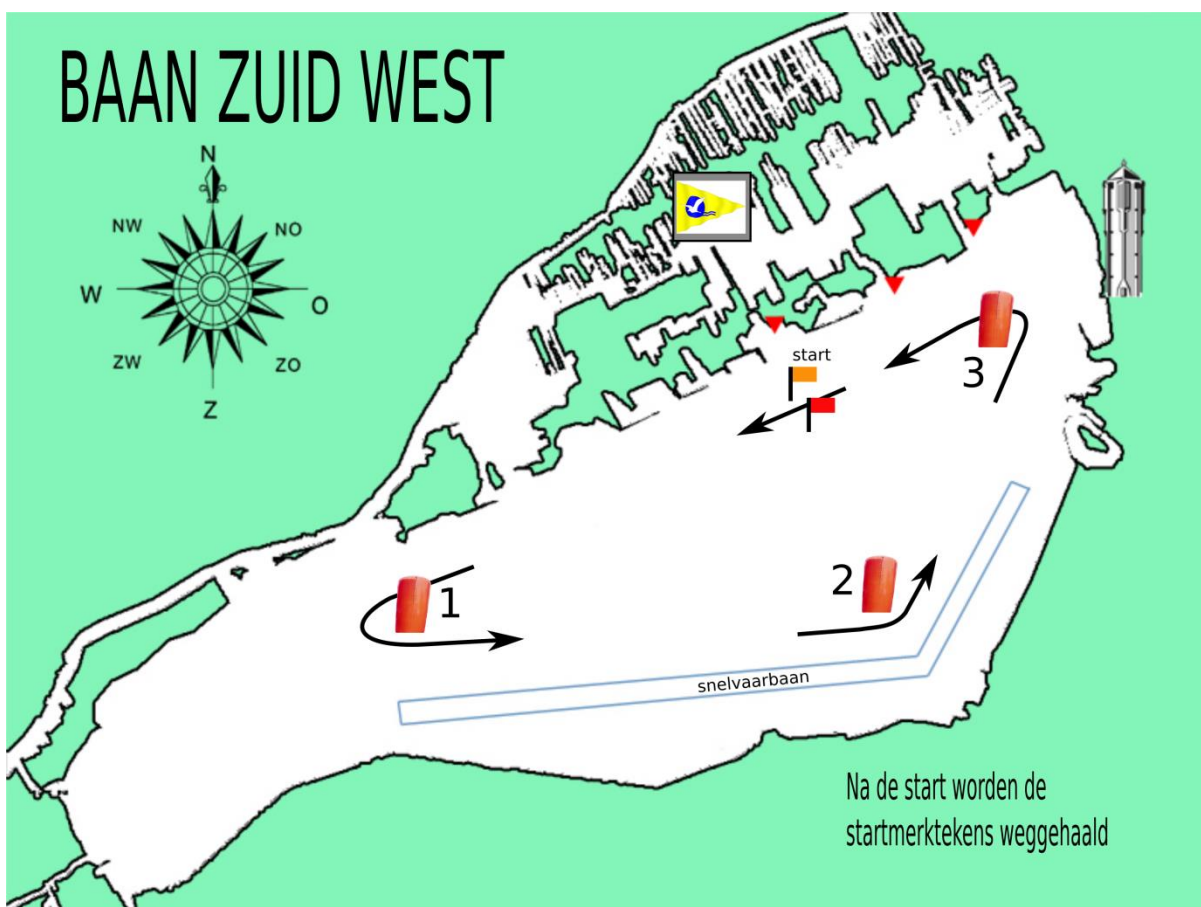 BAAN ZUID WEST
N
NW
NO
W
O
ZW
ZO
Z
start
3
1
2
snelvaarbaan
Na de start worden de
startmerktekens weggehaald